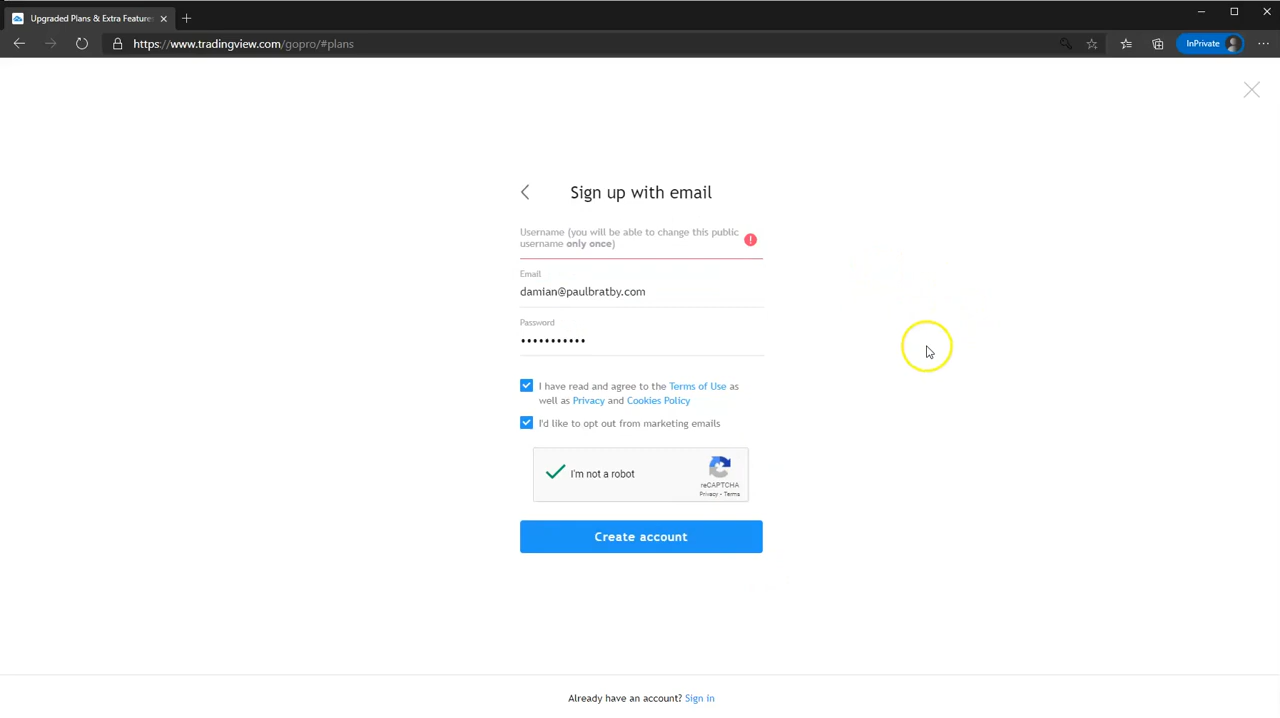 Upgraded Plans & Extra Features
https://www.tradingview.com/gopro/#plans
InPrivate
Sign up with email
Username (you will be able to change this public
username only once)
Email
damian@paulbratby.com
Password
•••••••••••
I have read and agree to the Terms of Use as
well as Privacy and Cookies Policy
I'd like to opt out from marketing emails
I'm not a robot
reCAPTCHA
Privacy - Terms
Create account
Already have an account? Sign in